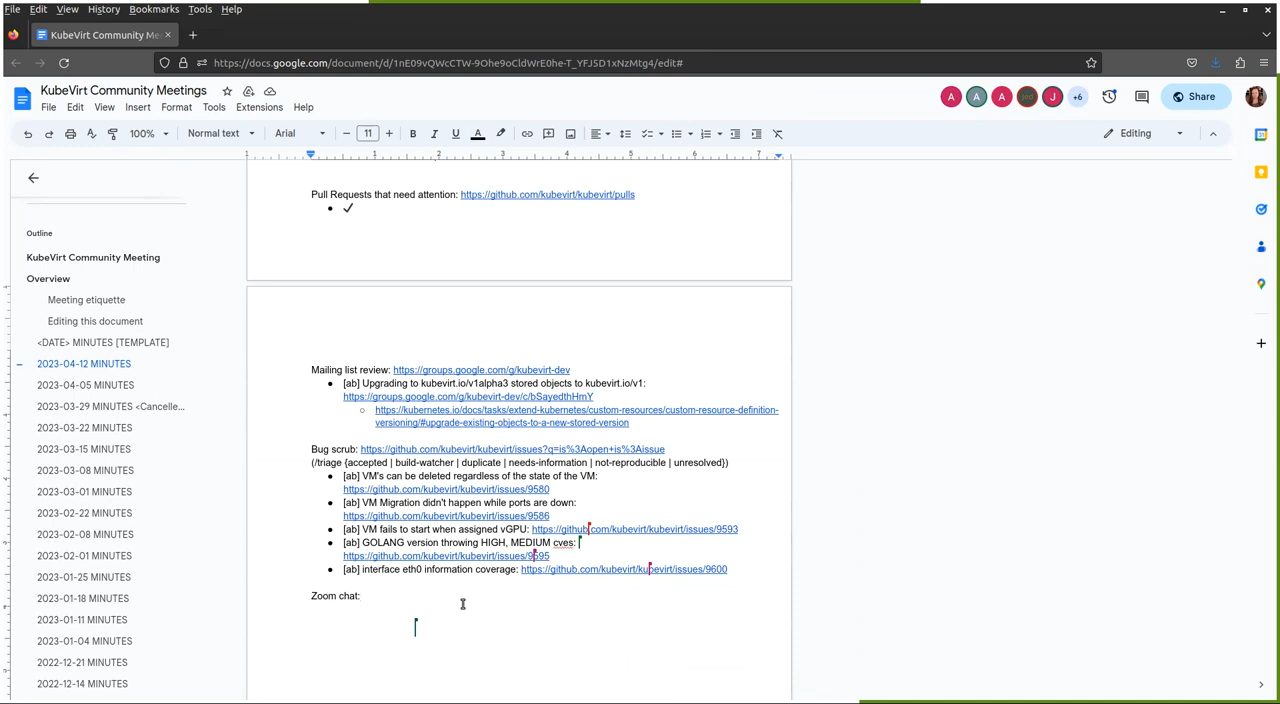 File Edit View History Bookmarks Tools Help
KubeVirt Community Me
https://docs.google.com/document/d/1nE09vQWcCTW-9Ohe9oCldWrE0he-T_YFJ5D1xNzMtg4/edit#
KubeVirt Community Meetings
File Edit View Insert Format Tools Extensions Help
A A A jed J +6
Share
100% Normal text Arial 11 Editing
1 1 2 3 4 5 6 7
Pull Requests that need attention: https://github.com/kubevirt/kubevirt/pulls
Outline
KubeVirt Community Meeting
Overview
Meeting etiquette
Editing this document
<DATE> MINUTES [TEMPLATE]
2023-04-12 MINUTES
2023-04-05 MINUTES
2023-03-29 MINUTES <Cancelle...
2023-03-22 MINUTES
2023-03-15 MINUTES
2023-03-08 MINUTES
2023-03-01 MINUTES
2023-02-22 MINUTES
2023-02-08 MINUTES
2023-02-01 MINUTES
2023-01-25 MINUTES
2023-01-18 MINUTES
2023-01-11 MINUTES
2023-01-04 MINUTES
2022-12-21 MINUTES
2022-12-14 MINUTES
Mailing list review: https://groups.google.com/g/kubevirt-dev
[ab] Upgrading to kubevirt.io/v1alpha3 stored objects to kubevirt.io/v1:
https://groups.google.com/g/kubevirt-dev/c/bSayedthHmY
https://kubernetes.io/docs/tasks/extend-kubernetes/custom-resources/custom-resource-definition-
versioning/#upgrade-existing-objects-to-a-new-stored-version
Bug scrub: https://github.com/kubevirt/kubevirt/issues?q=is%3Aopen+is%3Aissue
(/triage {accepted | build-watcher | duplicate | needs-information | not-reproducible | unresolved})
[ab] VM's can be deleted regardless of the state of the VM:
https://github.com/kubevirt/kubevirt/issues/9580
[ab] VM Migration didn't happen while ports are down:
https://github.com/kubevirt/kubevirt/issues/9586
[ab] VM fails to start when assigned vGPU: https://github.com/kubevirt/kubevirt/issues/9593
[ab] GOLANG version throwing HIGH, MEDIUM cves:
https://github.com/kubevirt/kubevirt/issues/9595
[ab] interface eth0 information coverage: https://github.com/kubevirt/kubevirt/issues/9600
Zoom chat: